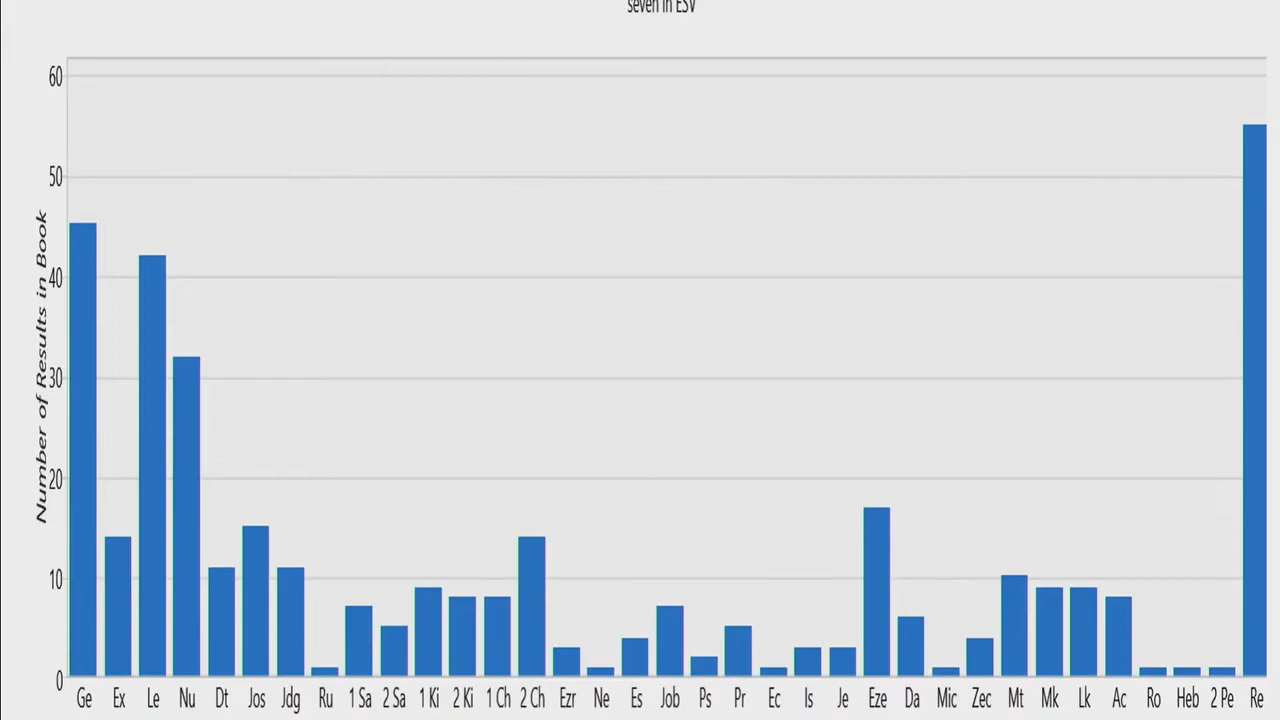 seven in ESV
Number of Results in Book
60
50
40
30
20
10
0
Ge Ex Le Nu Dt Jos Jdg Ru 1 Sa 2 Sa 1 Ki 2 Ki 1 Ch 2 Ch Ezr Ne Es Job Ps Pr Ec Is Je Eze Da Mic Zec Mt Mk Lk Ac Ro Heb 2 Pe Re